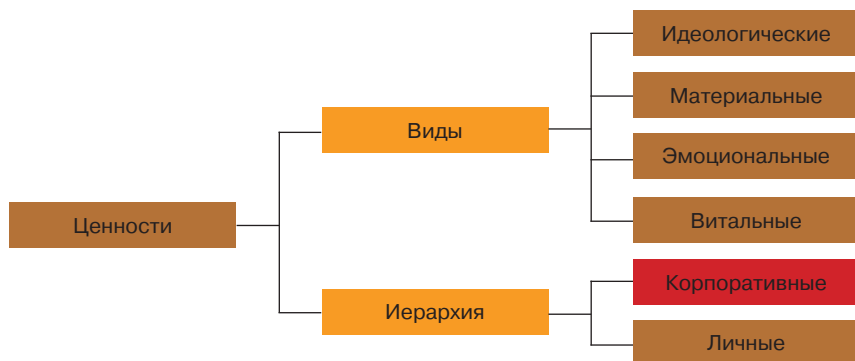 Ценности
Виды
Идеологические
Материальные
Эмоциональные
Витальные
Иерархия
Корпоративные
Личные